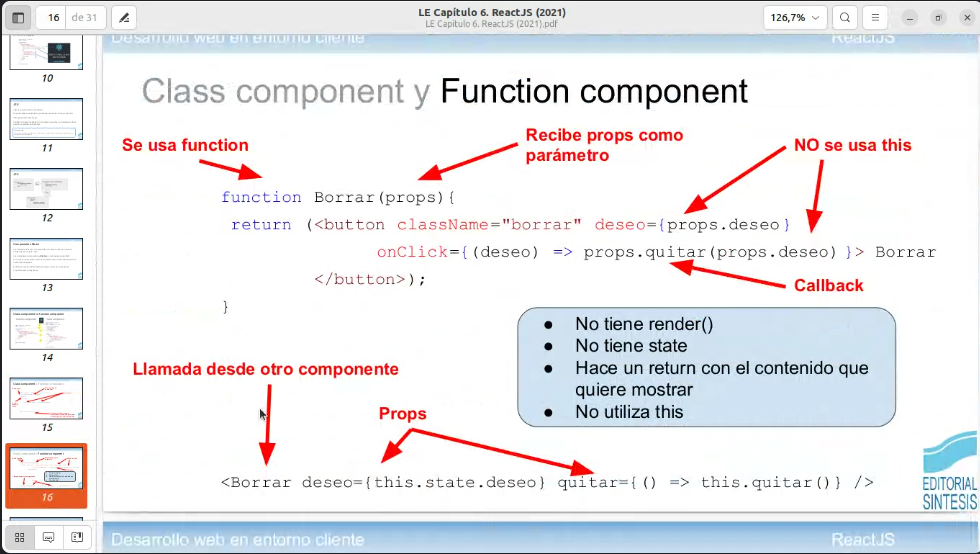 16 de 31
LE Capítulo 6. ReactJS (2021)
LE Capítulo 6. ReactJS (2021).pdf
126,7%
Desarrollo web en entorno cliente
ReactJS
10
11
12
13
14
15
16
Class component y Function component
Se usa function
Recibe props como
parámetro
NO se usa this
function Borrar(props){
return (<button className="borrar" deseo={props.deseo}
onClick={(deseo) => props.quitar(props.deseo) }> Borrar
</button>);
}
Callback
No tiene render()
No tiene state
Hace un return con el contenido que
quiere mostrar
No utiliza this
Llamada desde otro componente
Props
<Borrar deseo={this.state.deseo} quitar={() => this.quitar()} />
EDITORIAL
SINTESIS
Desarrollo web en entorno cliente
ReactJS